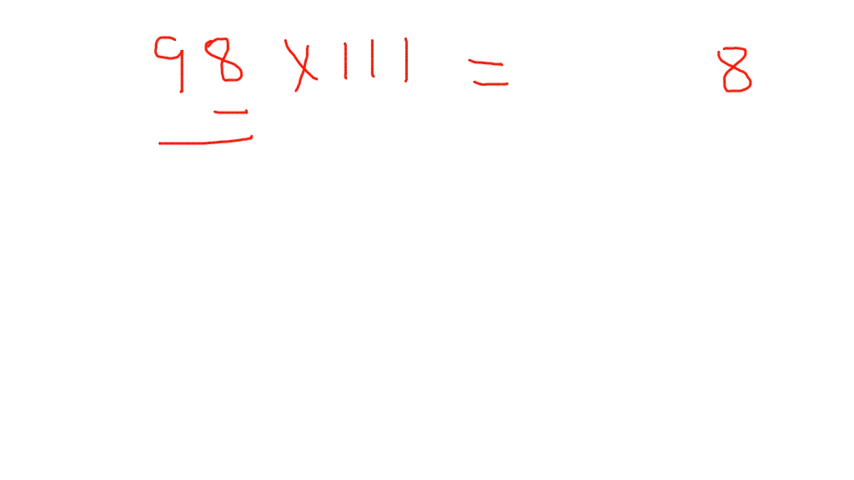 98 × 111 = 8